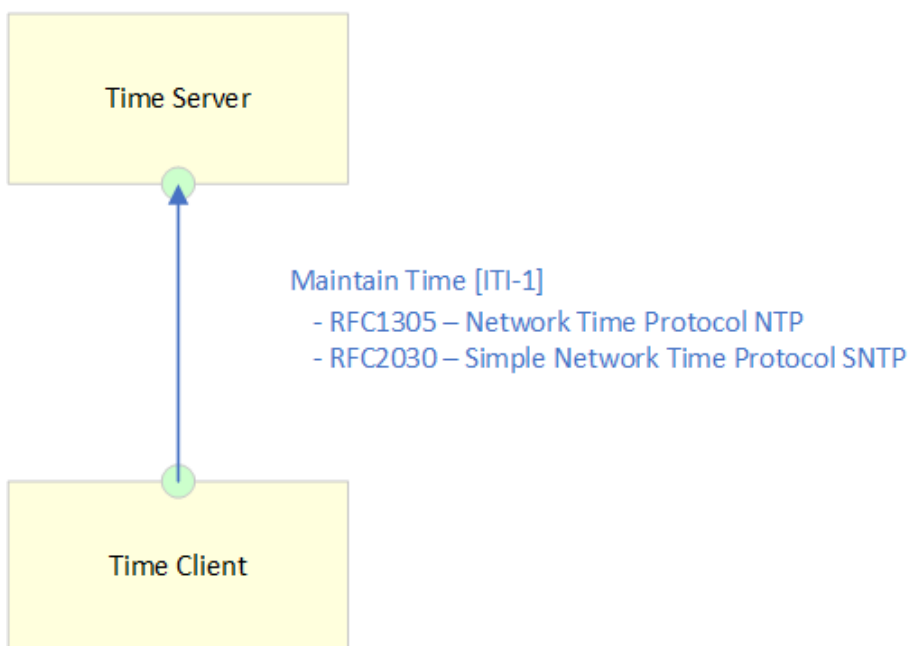 Time Server
Maintain Time [ITI-1]
- RFC1305 – Network Time Protocol NTP
- RFC2030 – Simple Network Time Protocol SNTP
Time Client